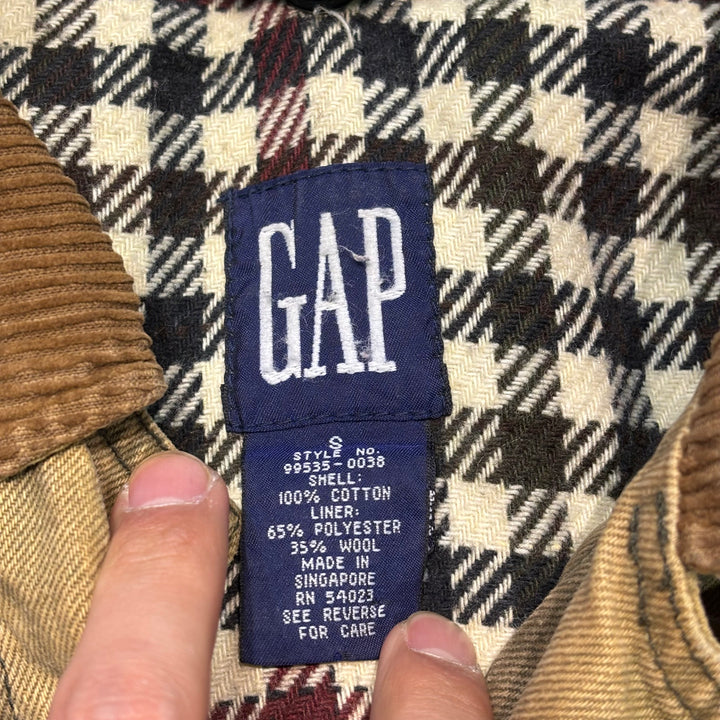 GAP
S
STYLE NO.
99535-0038
SHELL:
100% COTTON
LINER:
65% POLYESTER
35% WOOL
MADE IN
SINGAPORE
RN 54023
SEE REVERSE
FOR CARE